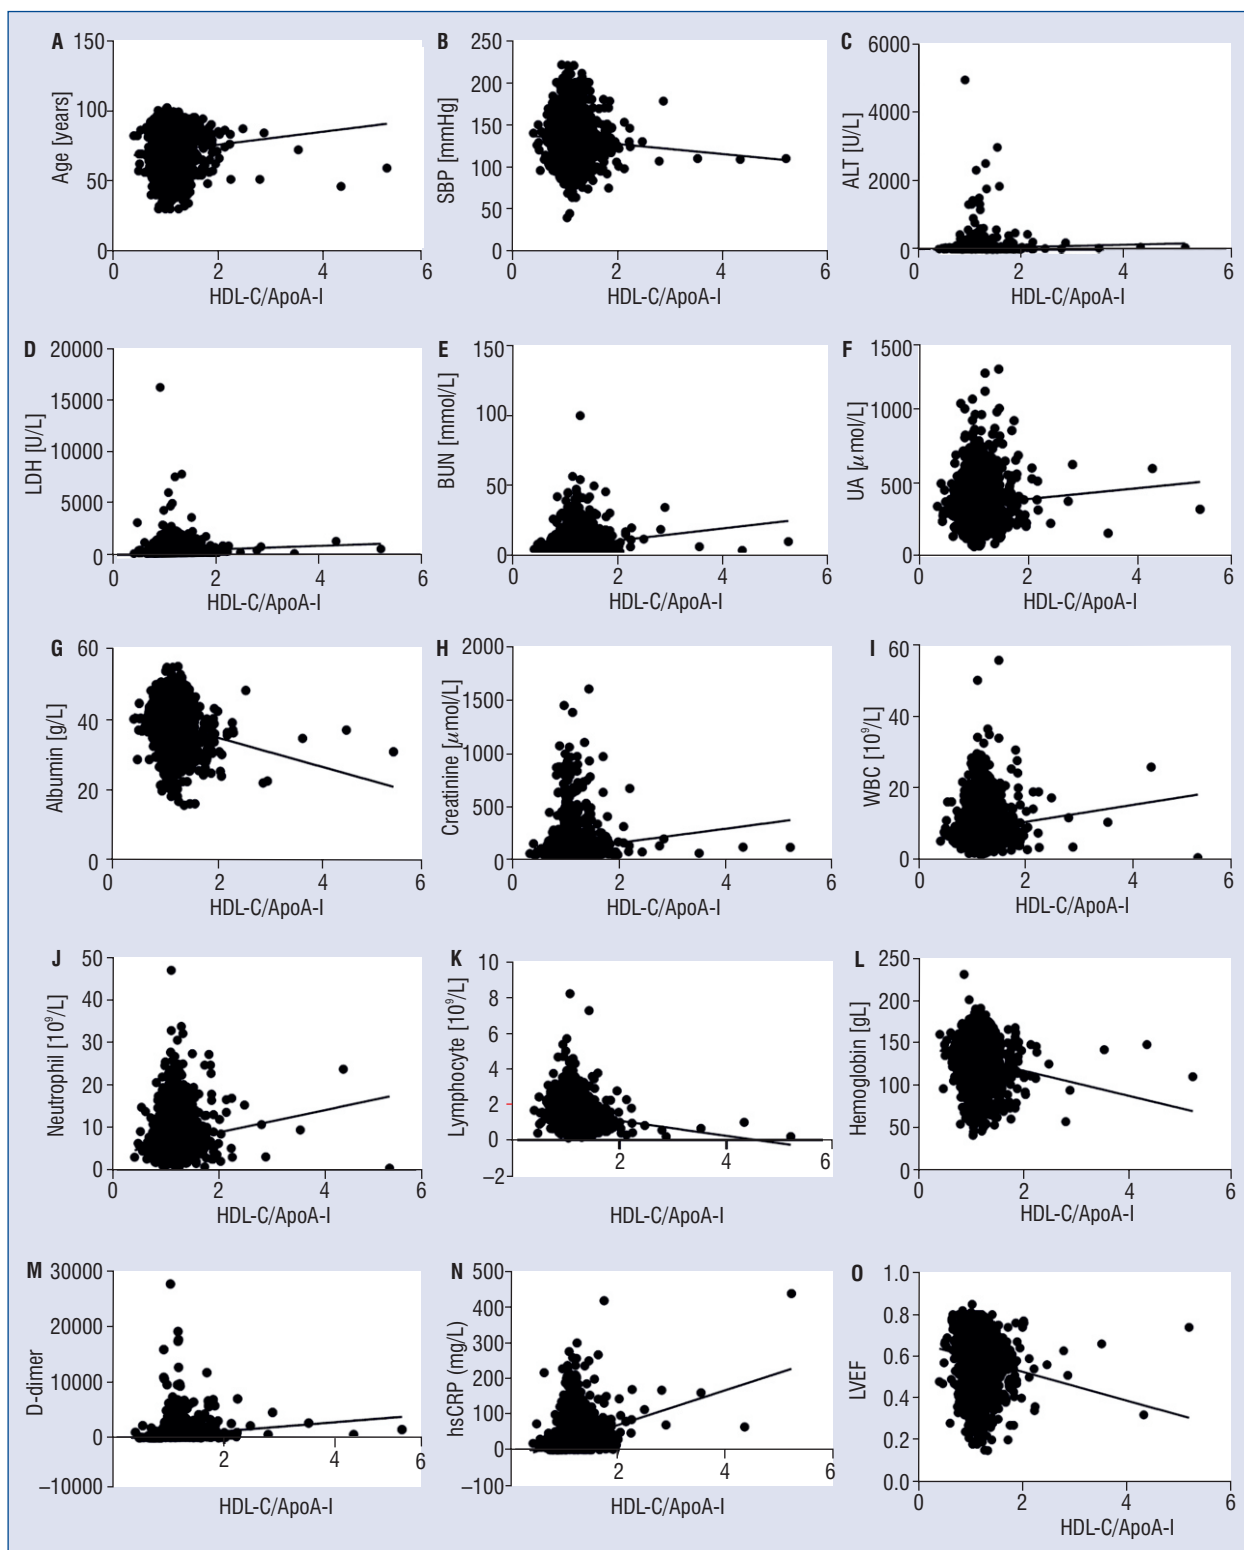 A
Age [years]
150
100
50
0
0 2 4 6
HDL-C/ApoA-I
B
SBP [mmHg]
250
200
150
100
50
0
0 2 4 6
HDL-C/ApoA-I
C
ALT [U/L]
6000
4000
2000
0
0 2 4 6
HDL-C/ApoA-I
D
LDH [U/L]
20000
15000
10000
5000
0
0 2 4 6
HDL-C/ApoA-I
E
BUN [mmol/L]
150
100
50
0
0 2 4 6
HDL-C/ApoA-I
F
UA [μmol/L]
1500
1000
500
0
0 2 4 6
HDL-C/ApoA-I
G
Albumin [g/L]
60
40
20
0
0 2 4 6
HDL-C/ApoA-I
H
Creatinine [μmol/L]
2000
1500
1000
500
0
0 2 4 6
HDL-C/ApoA-I
I
WBC [10⁹/L]
60
40
20
0
0 2 4 6
HDL-C/ApoA-I
J
Neutrophil [10⁹/L]
50
40
30
20
10
0
0 2 4 6
HDL-C/ApoA-I
K
Lymphocyte [10⁹/L]
10
8
6
4
2
0
−2
2 4 6
HDL-C/ApoA-I
L
Hemoglobin [gL]
250
200
150
100
50
0
0 2 4 6
HDL-C/ApoA-I
M
D-dimer
30000
20000
10000
0
−10000
2 4 6
HDL-C/ApoA-I
N
hsCRP (mg/L)
500
400
300
200
100
0
−100
2 4 6
HDL-C/ApoA-I
O
LVEF
1.0
0.8
0.6
0.4
0.2
0.0
0 2 4 6
HDL-C/ApoA-I